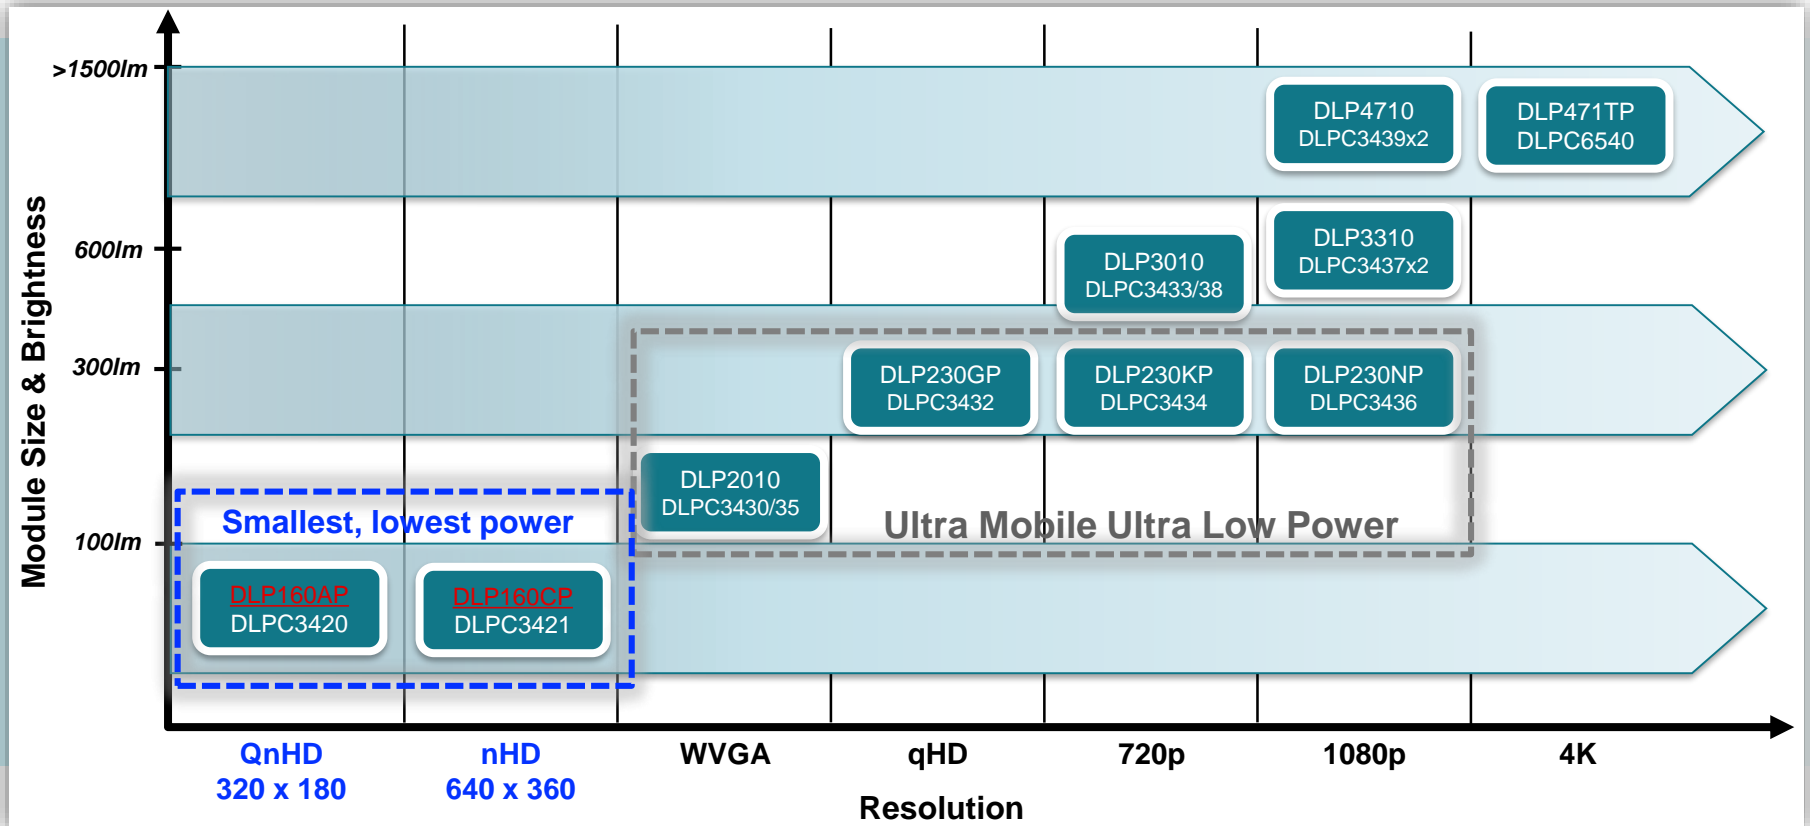 Module Size & Brightness
>1500lm
600lm
300lm
100lm
DLP4710
DLPC3439x2
DLP471TP
DLPC6540
DLP3010
DLPC3433/38
DLP3310
DLPC3437x2
DLP230GP
DLPC3432
DLP230KP
DLPC3434
DLP230NP
DLPC3436
DLP2010
DLPC3430/35
Ultra Mobile Ultra Low Power
Smallest, lowest power
DLP160AP
DLPC3420
DLP160CP
DLPC3421
QnHD
320 x 180
nHD
640 x 360
WVGA
qHD
720p
1080p
4K
Resolution